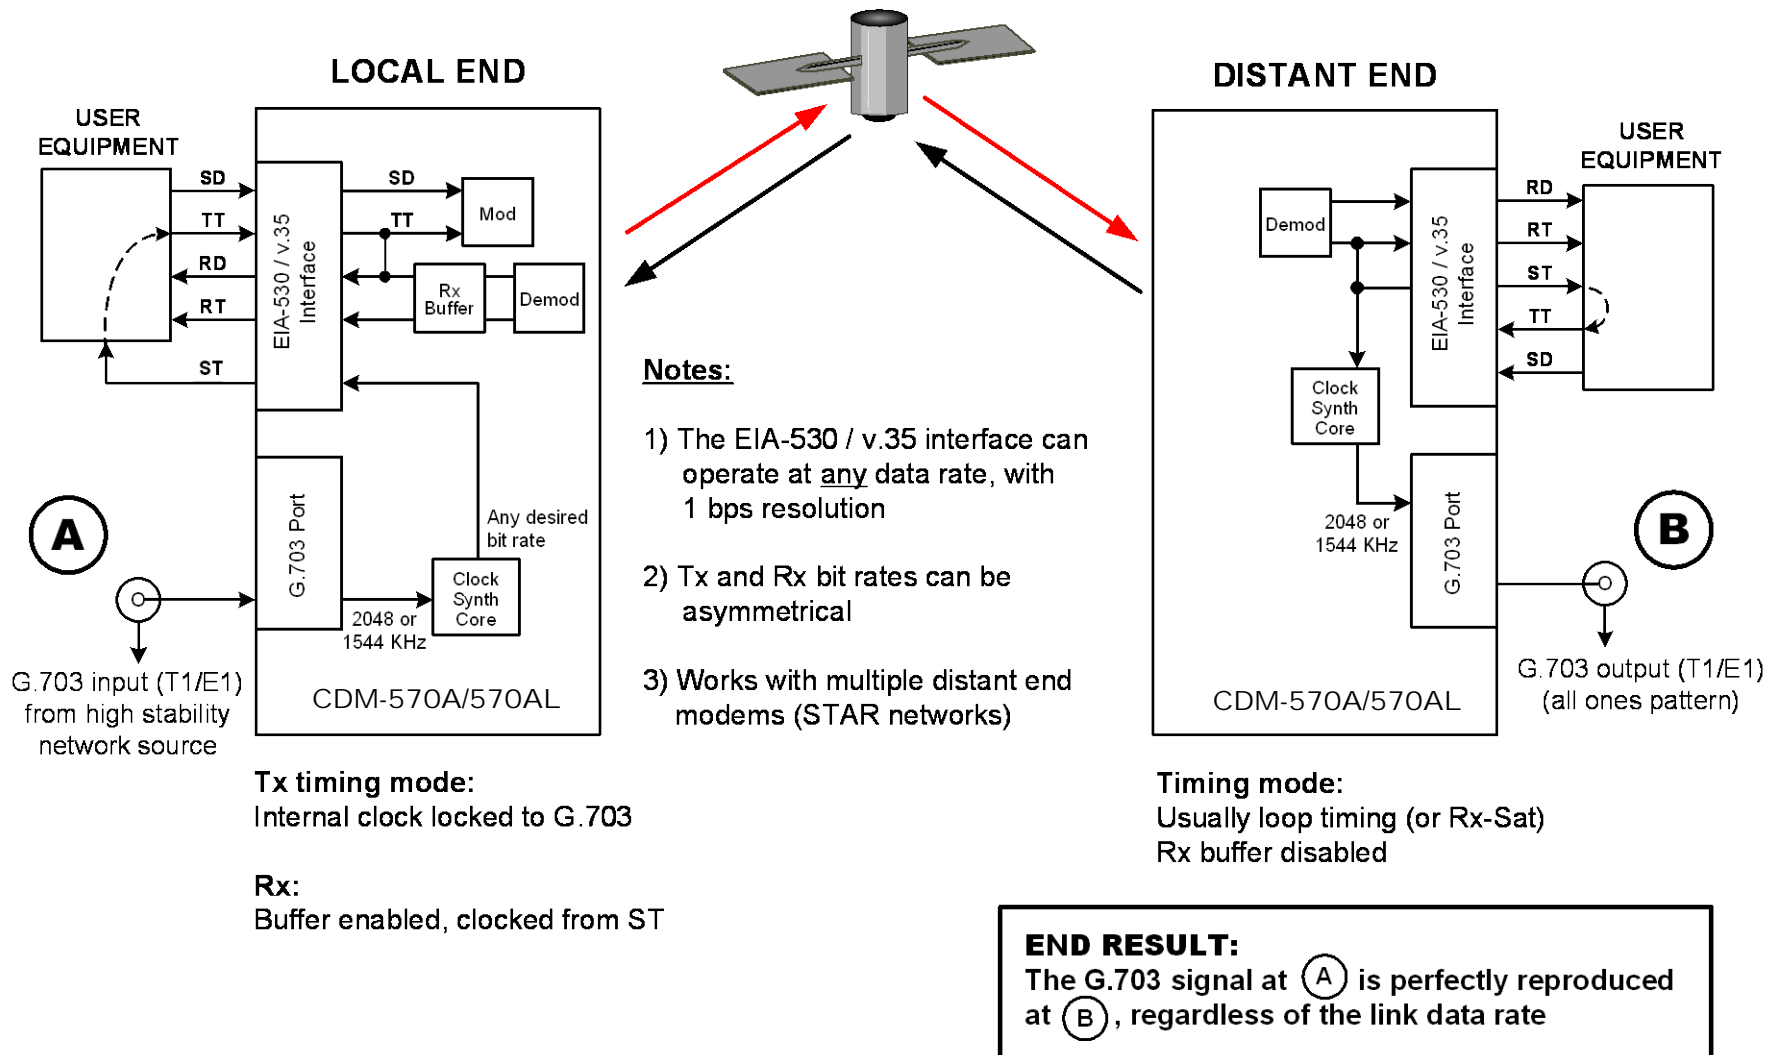 LOCAL END
DISTANT END
USER
EQUIPMENT
SD
TT
RD
RT
ST
EIA-530 / v.35
Interface
SD
TT
Mod
Rx
Buffer
Demod
A
G.703 Port
Any desired
bit rate
Clock
Synth
Core
2048 or
1544 KHz
G.703 input (T1/E1)
from high stability
network source
CDM-570A/570AL
Tx timing mode:
Internal clock locked to G.703
Rx:
Buffer enabled, clocked from ST
Notes:
1) The EIA-530 / v.35 interface can
operate at any data rate, with
1 bps resolution
2) Tx and Rx bit rates can be
asymmetrical
3) Works with multiple distant end
modems (STAR networks)
USER
EQUIPMENT
Demod
EIA-530 / v.35
Interface
RD
RT
ST
TT
SD
Clock
Synth
Core
2048 or
1544 KHz
G.703 Port
B
G.703 output (T1/E1)
(all ones pattern)
CDM-570A/570AL
Timing mode:
Usually loop timing (or Rx-Sat)
Rx buffer disabled
END RESULT:
The G.703 signal at A is perfectly reproduced
at B, regardless of the link data rate